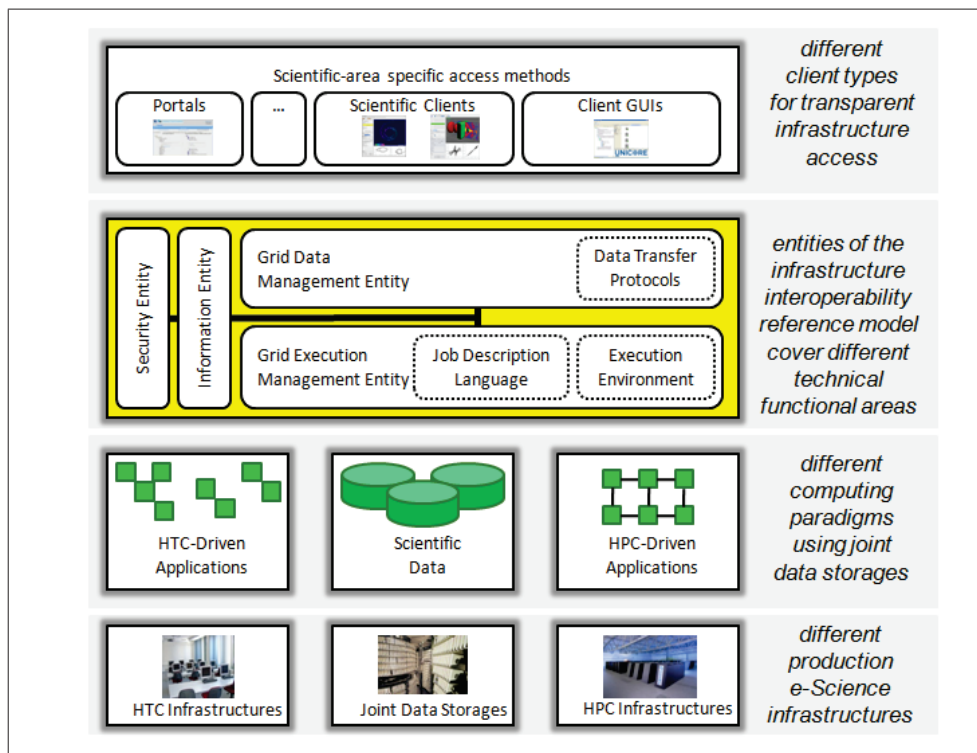 Scientific-area specific access methods
Portals
...
Scientific Clients
Client GUIs
UNICORE
different
client types
for transparent
infrastructure
access
Security Entity
Information Entity
Grid Data
Management Entity
Data Transfer
Protocols
Grid Execution
Management Entity
Job Description
Language
Execution
Environment
entities of the
infrastructure
interoperability
reference model
cover different
technical
functional areas
HTC-Driven
Applications
Scientific
Data
HPC-Driven
Applications
different
computing
paradigms
using joint
data storages
HTC Infrastructures
Joint Data Storages
HPC Infrastructures
different
production
e-Science
infrastructures